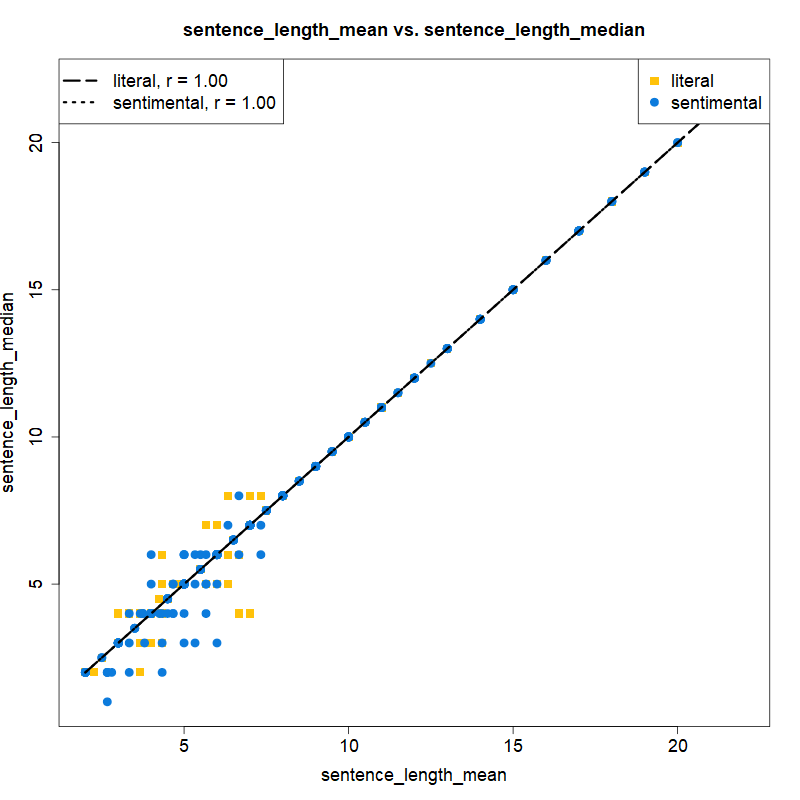 sentence_length_mean vs. sentence_length_median
literal, r = 1.00
sentimental, r = 1.00
literal
sentimental
20
15
10
5
sentence_length_median
5
10
15
20
sentence_length_mean